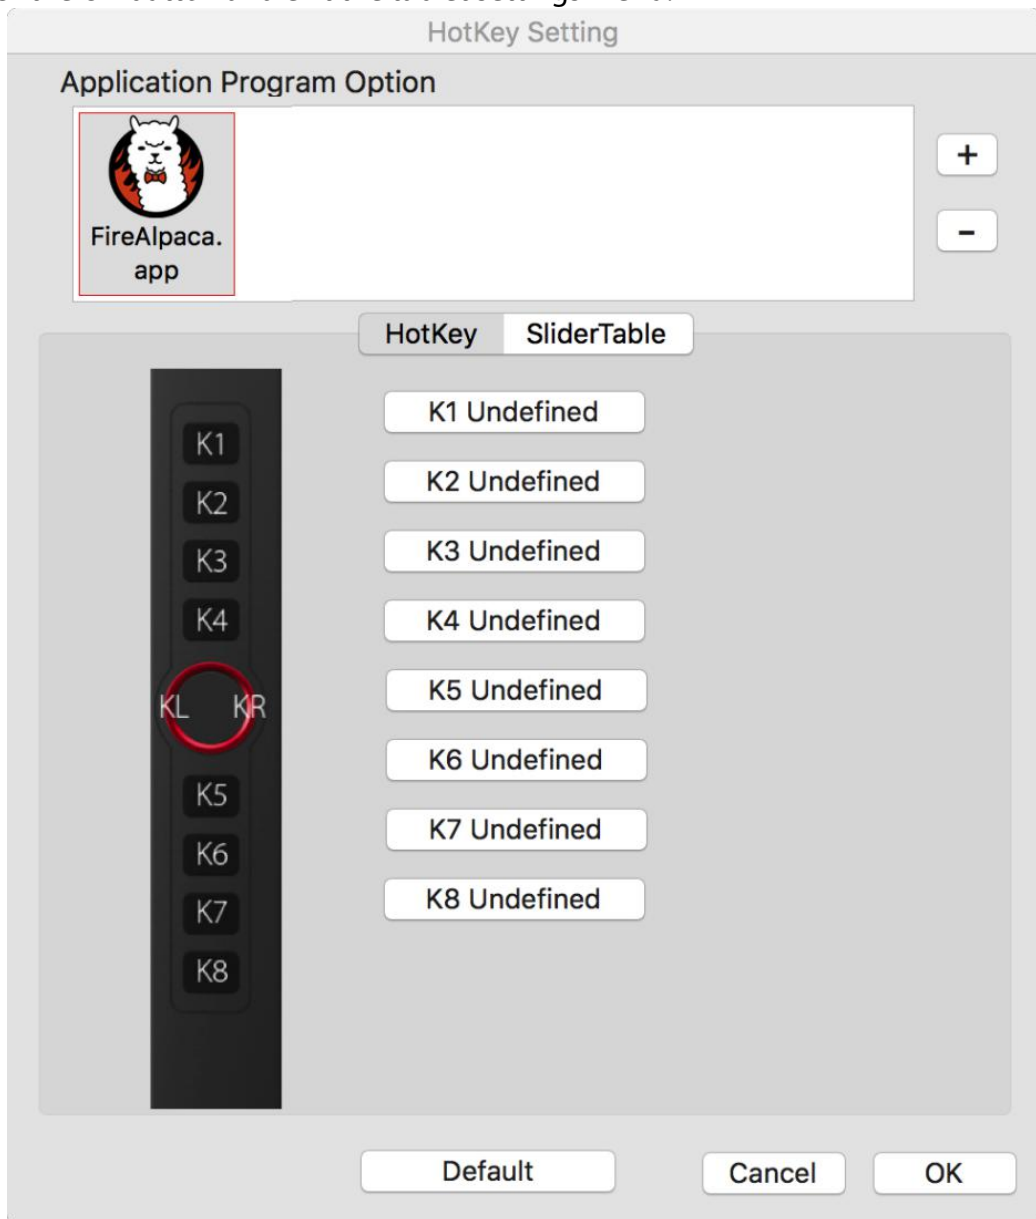 HotKey Setting
Application Program Option
+
FireAlpaca.
app
-
HotKey SliderTable
K1 Undefined
K1
K2 Undefined
K2
K3 Undefined
K3
K4 Undefined
K4
K5 Undefined
KL KR
K6 Undefined
K5
K7 Undefined
K6
K8 Undefined
K7
K8
Default Cancel OK